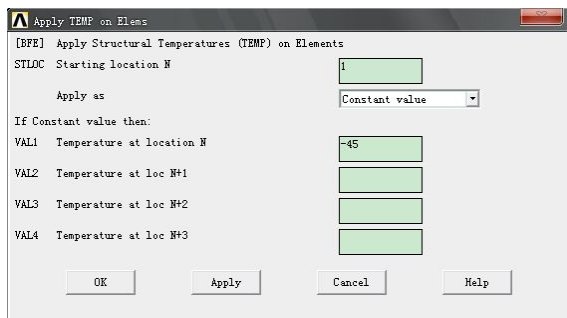 Apply TEMP on Elems
[BFE] Apply Structural Temperatures (TEMP) on Elements
STLOC Starting location N 1
Apply as Constant value
If Constant value then:
VAL1 Temperature at location N -45
VAL2 Temperature at loc N+1
VAL3 Temperature at loc N+2
VAL4 Temperature at loc N+3
OK Apply Cancel Help